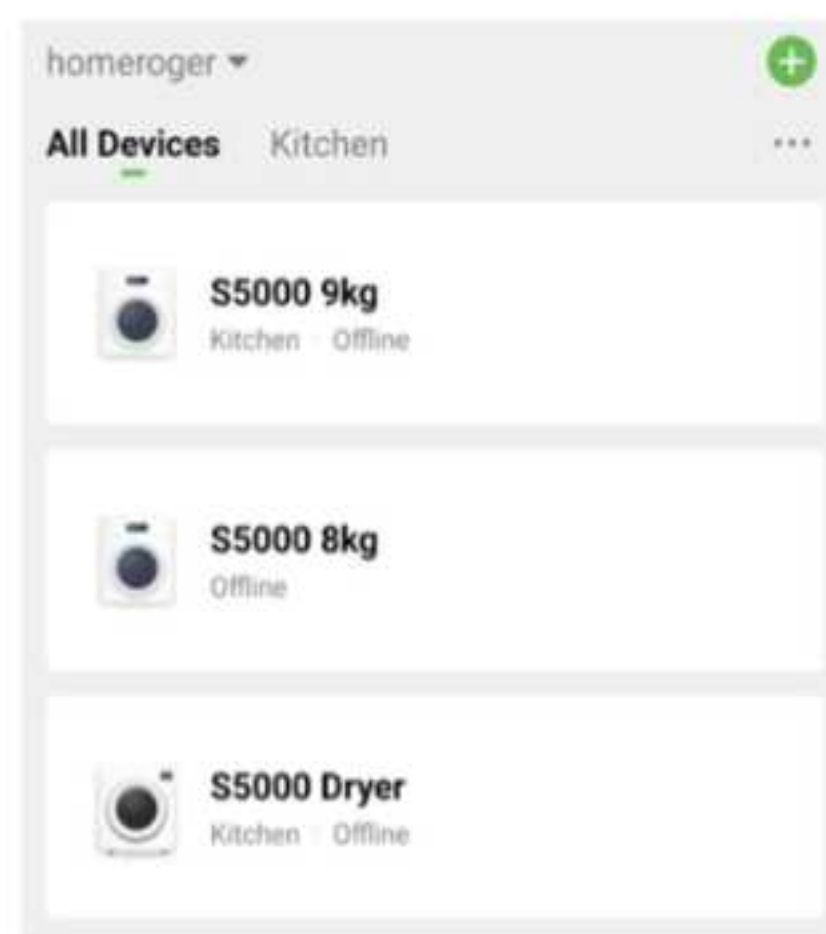 homeroger
All Devices Kitchen
S5000 9kg
Kitchen Offline
S5000 8kg
Offline
S5000 Dryer
Kitchen Offline